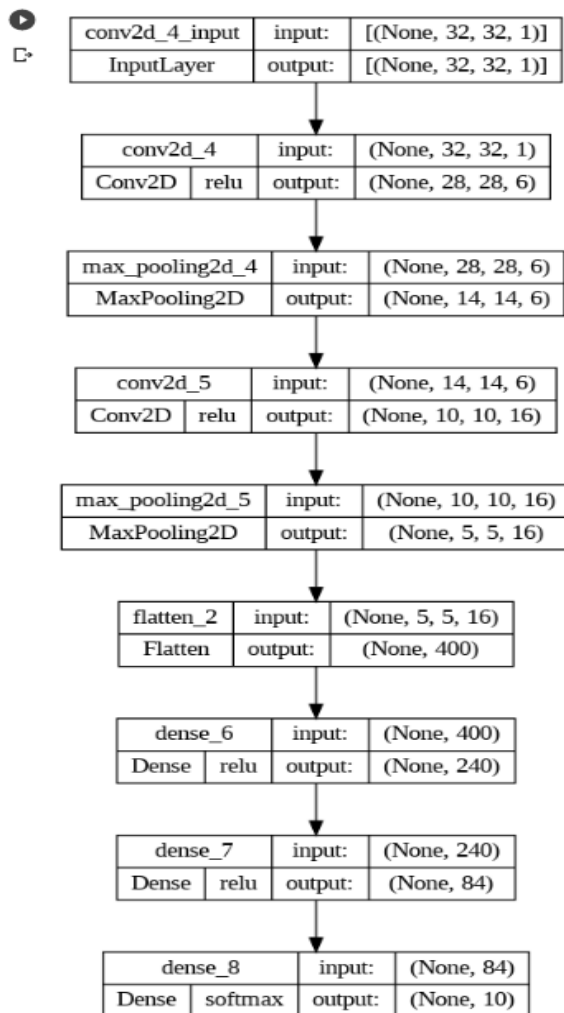 conv2d_4_input input: [(None, 32, 32, 1)]
InputLayer output: [(None, 32, 32, 1)]
conv2d_4 input: (None, 32, 32, 1)
Conv2D relu output: (None, 28, 28, 6)
max_pooling2d_4 input: (None, 28, 28, 6)
MaxPooling2D output: (None, 14, 14, 6)
conv2d_5 input: (None, 14, 14, 6)
Conv2D relu output: (None, 10, 10, 16)
max_pooling2d_5 input: (None, 10, 10, 16)
MaxPooling2D output: (None, 5, 5, 16)
flatten_2 input: (None, 5, 5, 16)
Flatten output: (None, 400)
dense_6 input: (None, 400)
Dense relu output: (None, 240)
dense_7 input: (None, 240)
Dense relu output: (None, 84)
dense_8 input: (None, 84)
Dense softmax output: (None, 10)